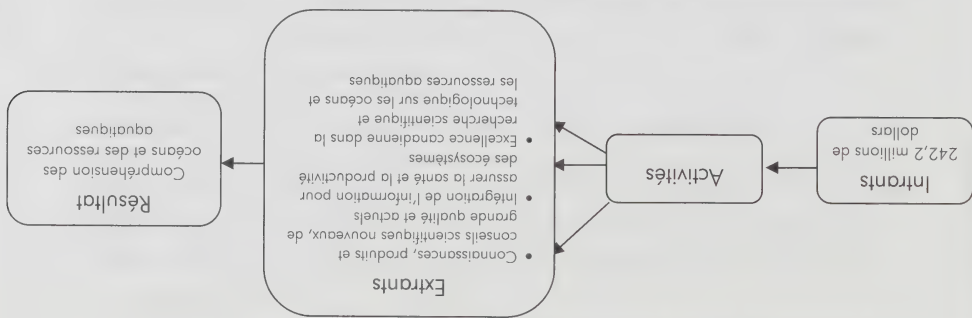 Intrants
242,2 millions de
dollars
Activités
Extrants
• Connaissances, produits et
conseils scientifiques nouveaux, de
grande qualité et actuels
• Intégration de l'information pour
assurer la santé et la productivité
des écosystèmes
• Excellence canadienne dans la
recherche scientifique et
technologique sur les océans et
les ressources aquatiques
Résultat
Compréhension des
océans et des ressources
aquatiques